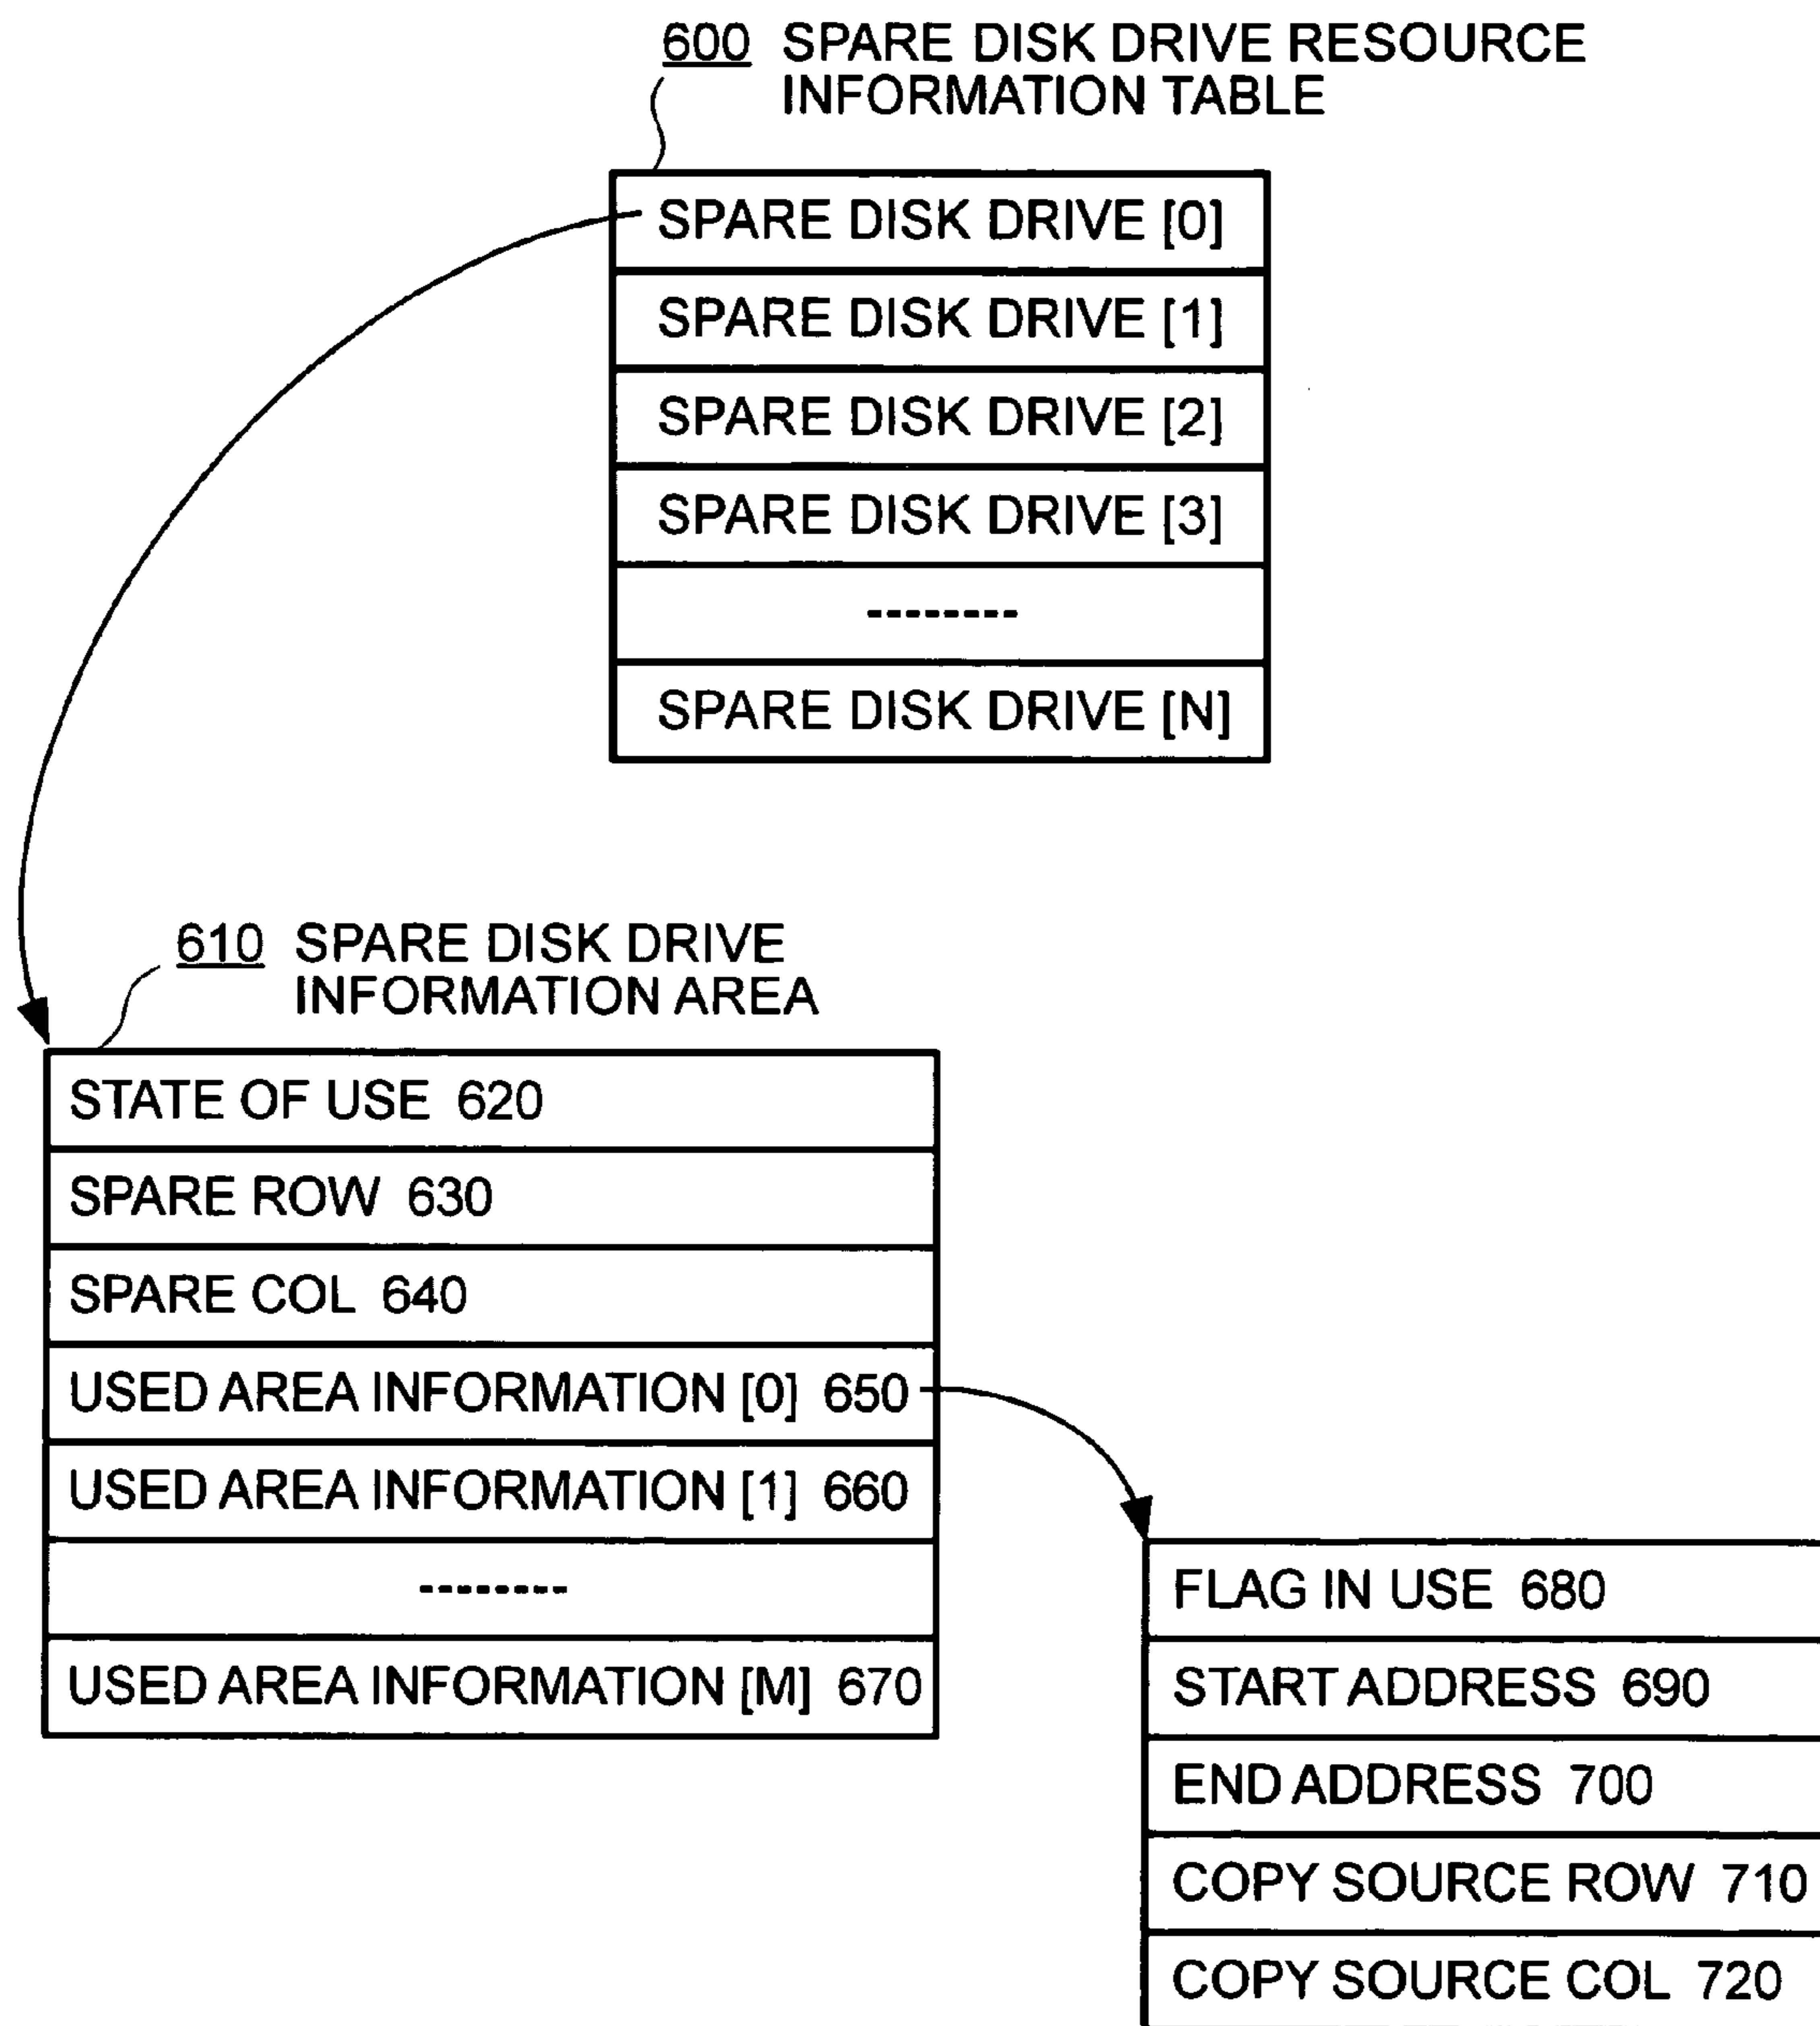 600 SPARE DISK DRIVE RESOURCE
INFORMATION TABLE
SPARE DISK DRIVE [0]
SPARE DISK DRIVE [1]
SPARE DISK DRIVE [2]
SPARE DISK DRIVE [3]
--------
SPARE DISK DRIVE [N]
610 SPARE DISK DRIVE
INFORMATION AREA
STATE OF USE 620
SPARE ROW 630
SPARE COL 640
USED AREA INFORMATION [0] 650
USED AREA INFORMATION [1] 660
--------
USED AREA INFORMATION [M] 670
FLAG IN USE 680
START ADDRESS 690
END ADDRESS 700
COPY SOURCE ROW 710
COPY SOURCE COL 720